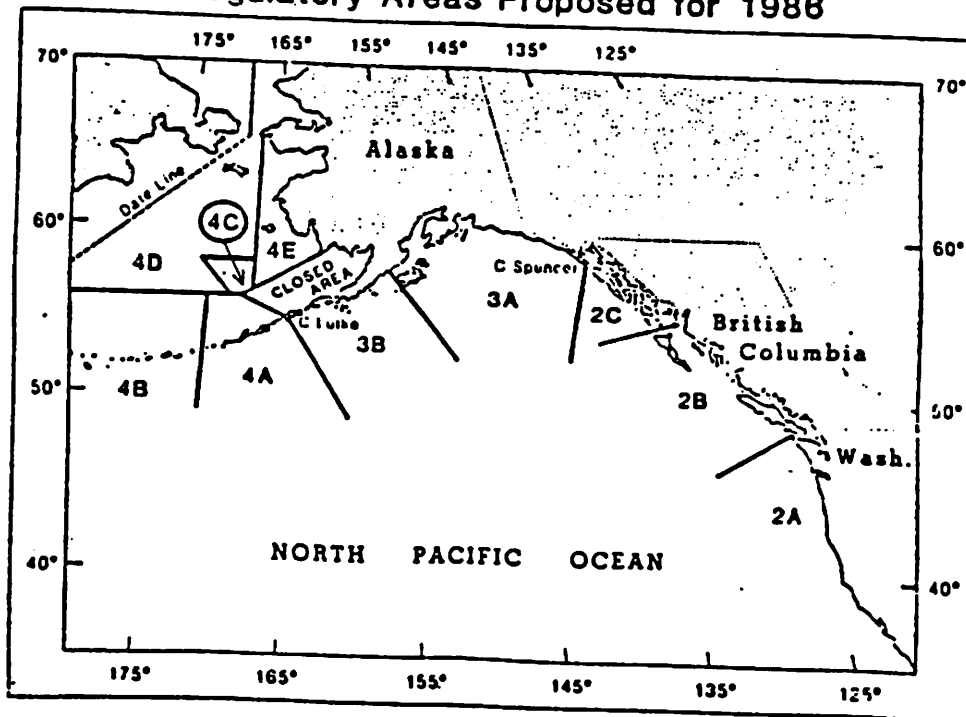 Regulatory Areas Proposed for 1986
175° 165° 155° 145° 135° 125°
70° 70°
Alaska
Date Line
4C
60° 60°
4D 4E
CLOSED AREA
C Spencer
3A
2C
British Columbia
3B
4B 4A
50° 50°
2B
Wash.
2A
NORTH PACIFIC OCEAN
40° 40°
175° 165° 155° 145° 135° 125°